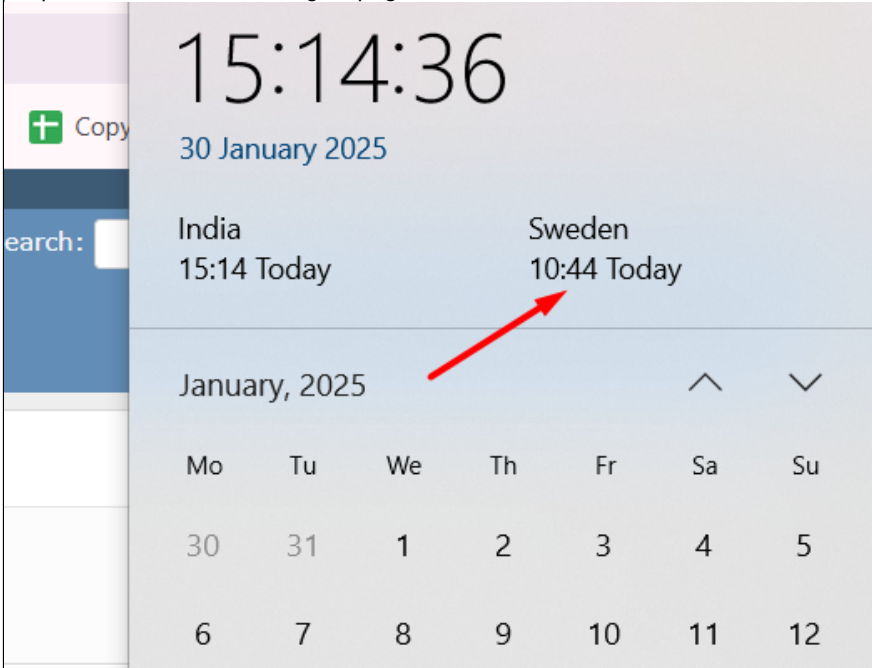 15:14:36
Copy
30 January 2025
earch:
India Sweden
15:14 Today 10:44 Today
January, 2025
Mo Tu We Th Fr Sa Su
30 31 1 2 3 4 5
6 7 8 9 10 11 12